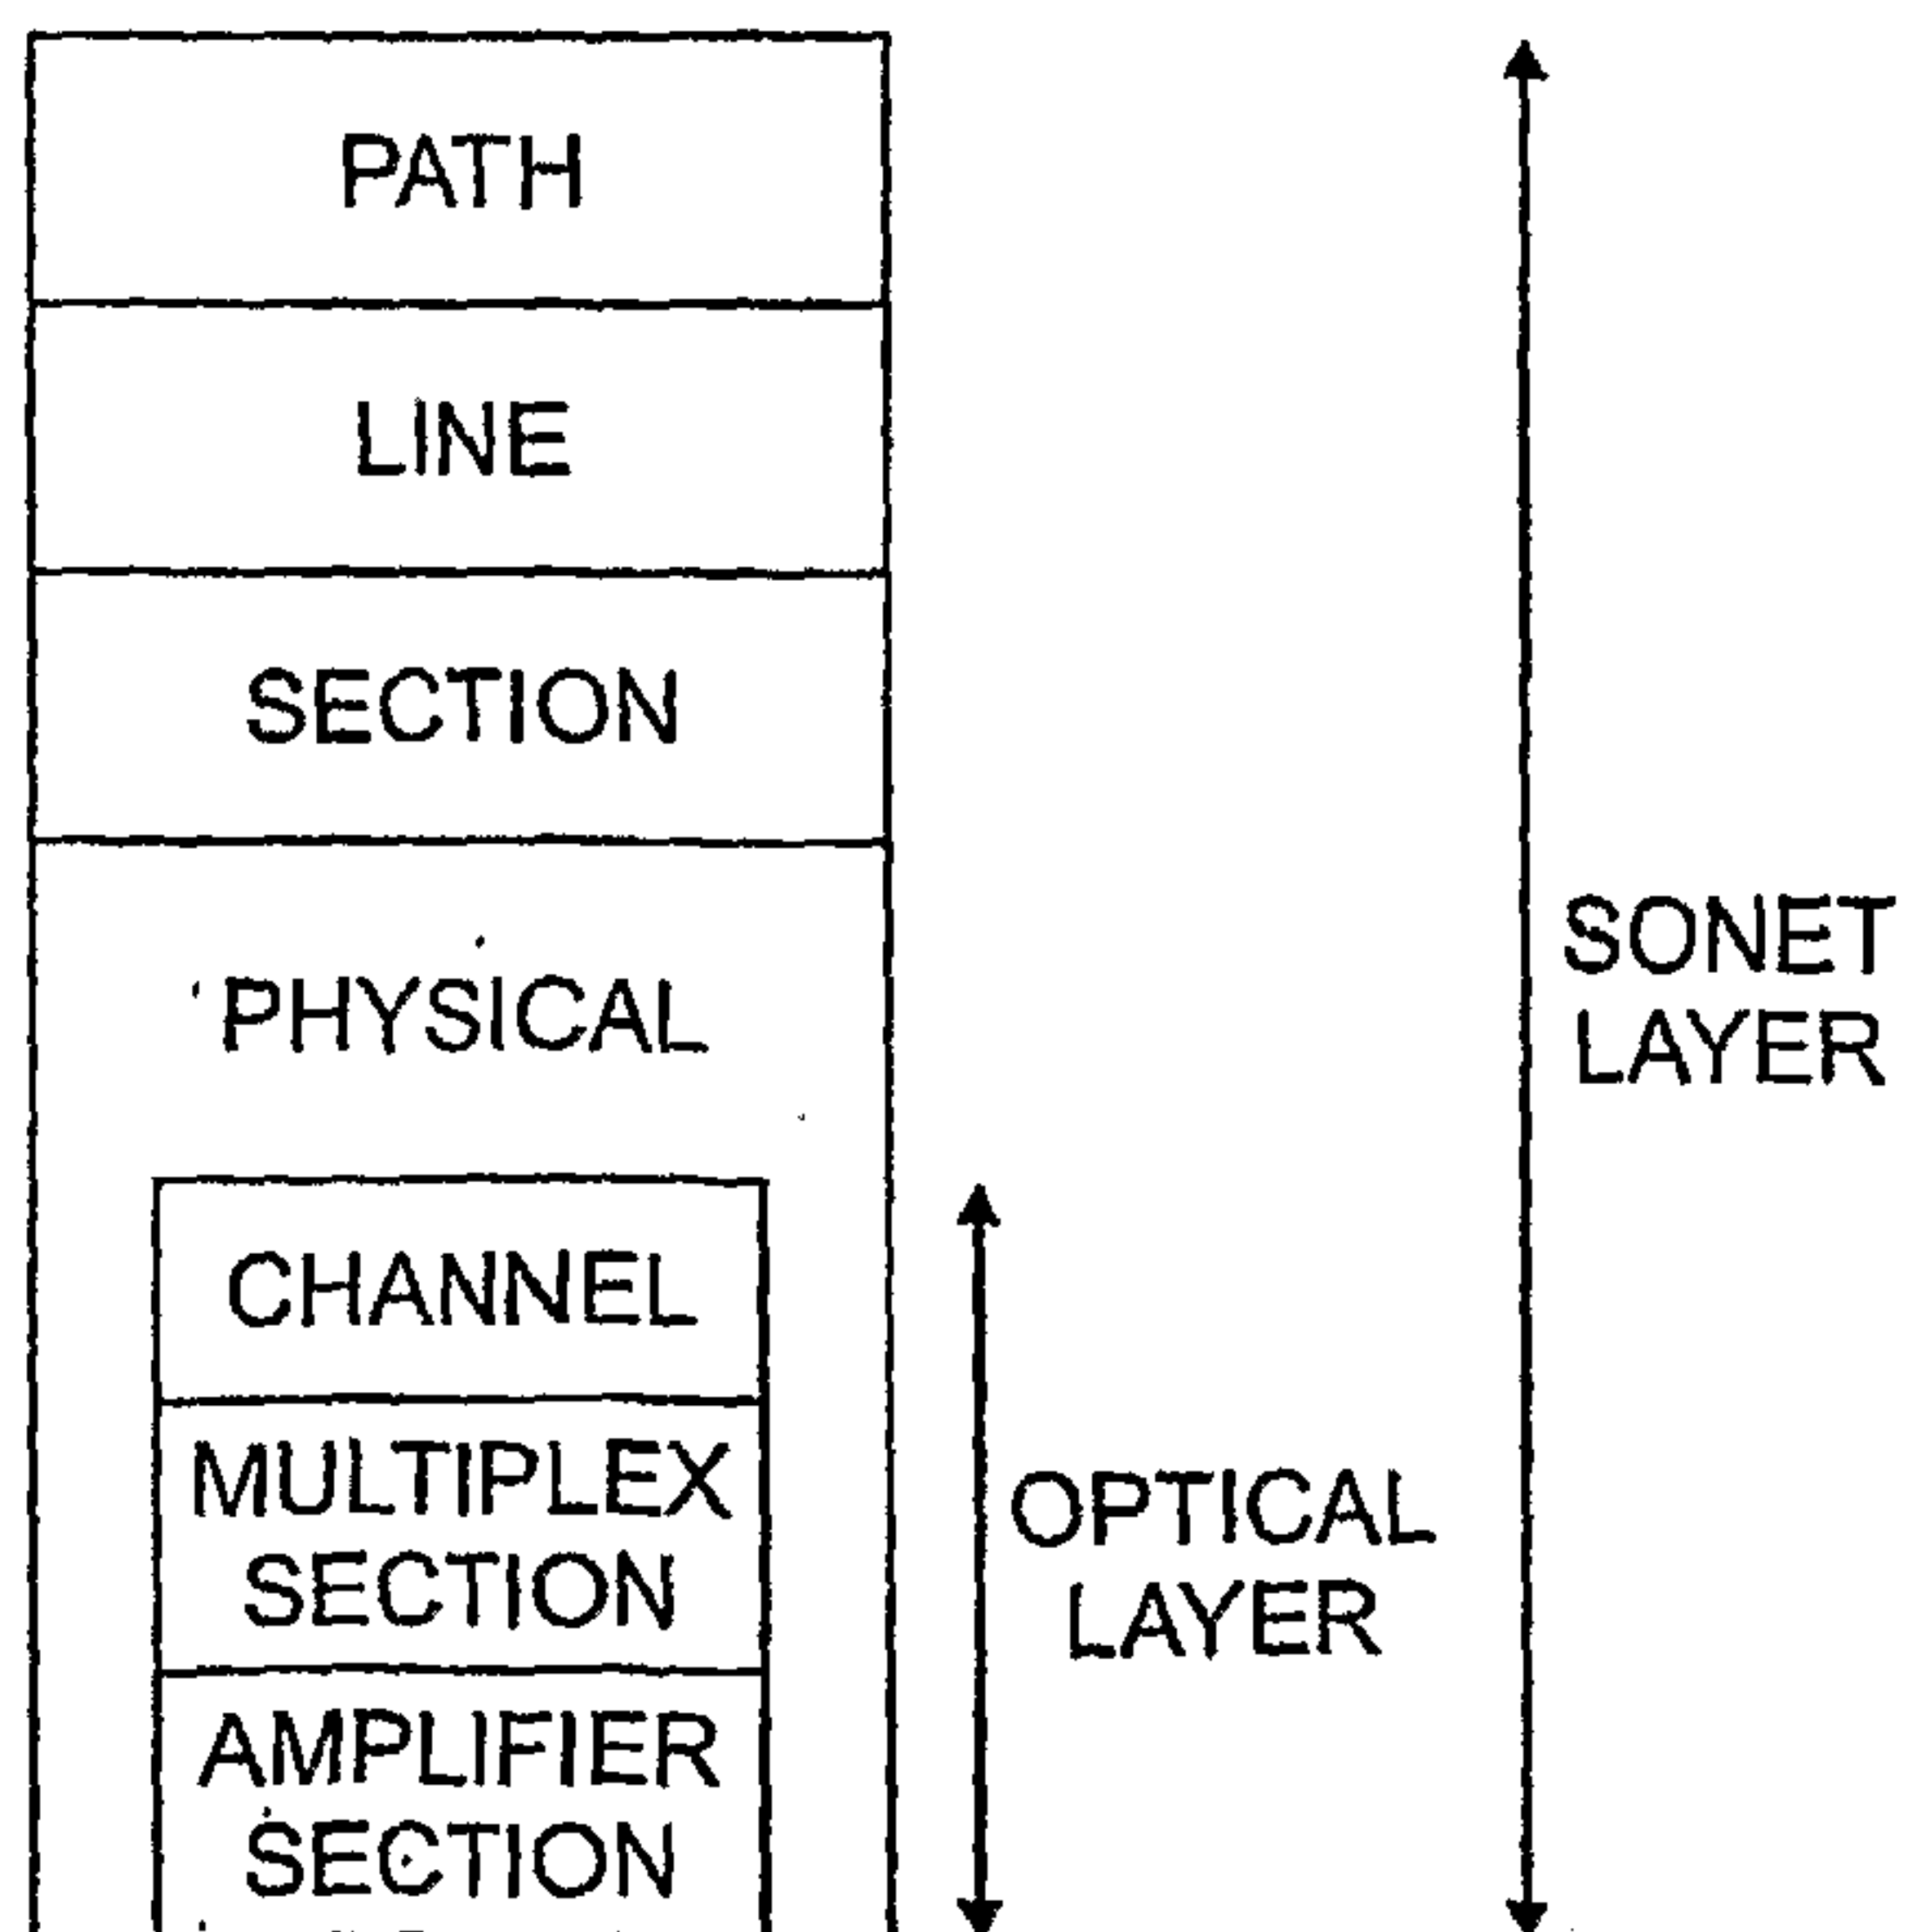 PATH
LINE
SECTION
PHYSICAL
CHANNEL
MULTIPLEX
SECTION
AMPLIFIER
SECTION
OPTICAL
LAYER
SONET
LAYER